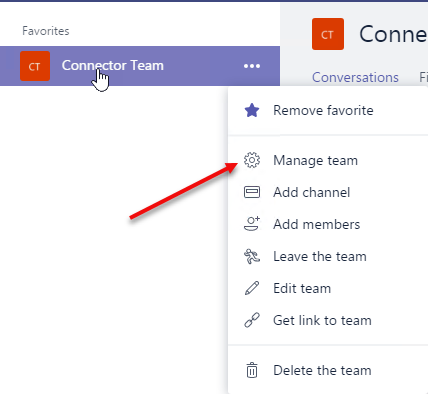 Favorites
CT Connector Team
CT Conne
Conversations Fi
Remove favorite
Manage team
Add channel
Add members
Leave the team
Edit team
Get link to team
Delete the team